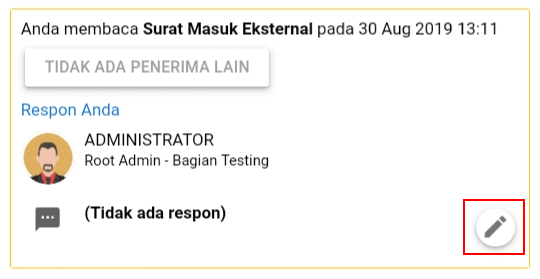 Anda membaca Surat Masuk Eksternal pada 30 Aug 2019 13:11
TIDAK ADA PENERIMA LAIN
Respon Anda
ADMINISTRATOR
Root Admin - Bagian Testing
(Tidak ada respon)